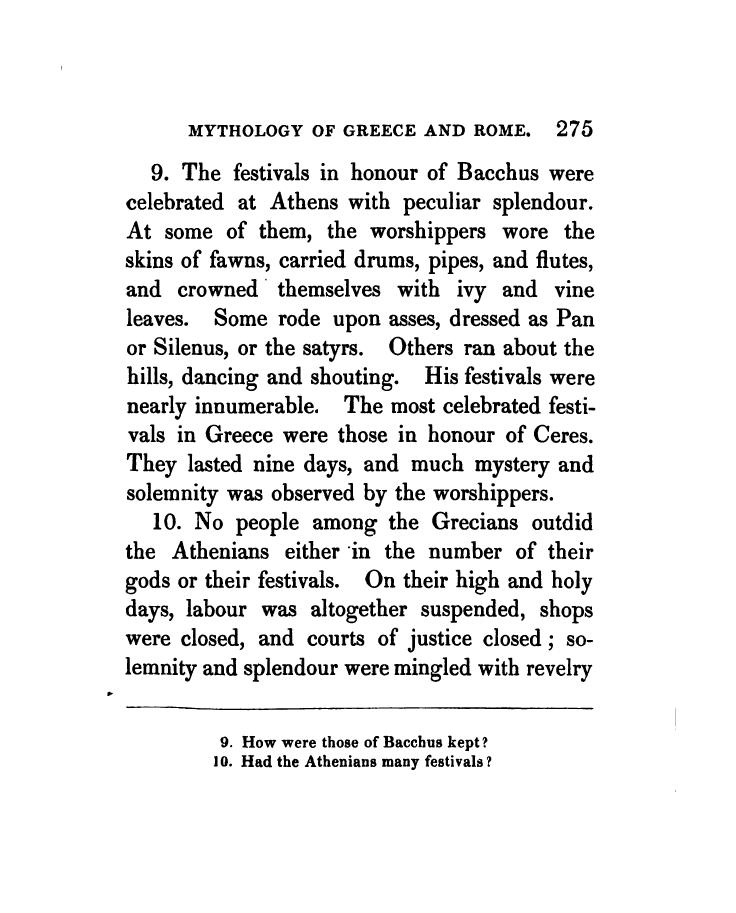 MYTHOLOGY OF GREECE AND ROME. 275
9. The festivals in honour of Bacchus were
celebrated at Athens with peculiar splendour.
At some of them, the worshippers wore the
skins of fawns, carried drums, pipes, and flutes,
and crowned themselves with ivy and vine
leaves. Some rode upon asses, dressed as Pan
or Silenus, or the satyrs. Others ran about the
hills, dancing and shouting. His festivals were
nearly innumerable. The most celebrated festi-
vals in Greece were those in honour of Ceres.
They lasted nine days, and much mystery and
solemnity was observed by the worshippers.
10. No people among the Grecians outdid
the Athenians either in the number of their
gods or their festivals. On their high and holy
days, labour was altogether suspended, shops
were closed, and courts of justice closed; so-
lemnity and splendour were mingled with revelry
9. How were those of Bacchus kept?
10. Had the Athenians many festivals?